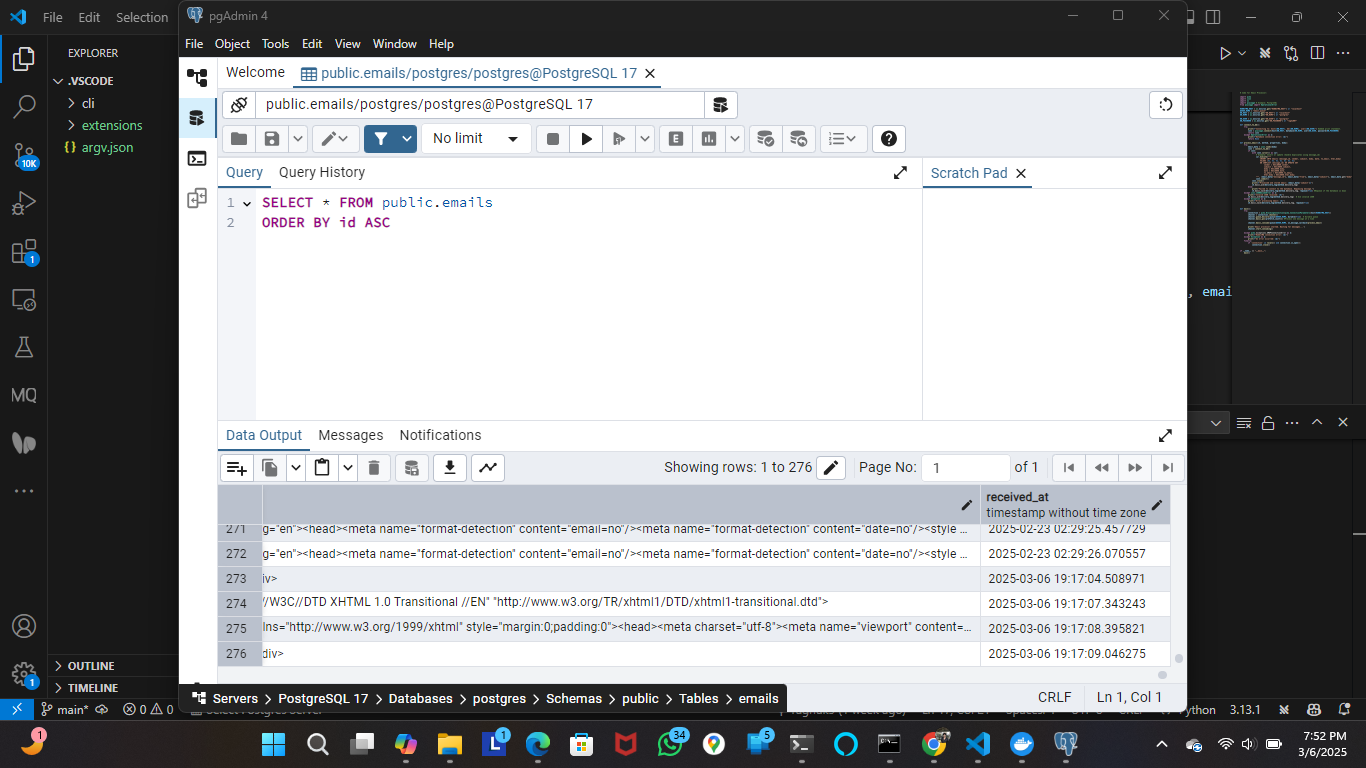 File Edit Selection
pgAdmin 4
File Object Tools Edit View Window Help
EXPLORER
.VSCODE
cli
extensions
{} argv.json
10K
1
MQ
1
OUTLINE
TIMELINE
Welcome public.emails/postgres/postgres@PostgreSQL 17
public.emails/postgres/postgres@PostgreSQL 17
No limit
Query Query History
Scratch Pad
1 SELECT * FROM public.emails
2 ORDER BY id ASC
, emai
Data Output Messages Notifications
Showing rows: 1 to 276 Page No: 1 of 1
received_at
timestamp without time zone
271 g="en"><head><meta name="format-detection" content="email=no"/><meta name="format-detection" content="date=no"/><style ... 2025-02-23 02:29:25.457729
272 g="en"><head><meta name="format-detection" content="email=no"/><meta name="format-detection" content="date=no"/><style ... 2025-02-23 02:29:26.070557
273 iv> 2025-03-06 19:17:04.508971
274 //W3C//DTD XHTML 1.0 Transitional //EN" "http://www.w3.org/TR/xhtml1/DTD/xhtml1-transitional.dtd"> 2025-03-06 19:17:07.343243
275 lns="http://www.w3.org/1999/xhtml" style="margin:0;padding:0"><head><meta charset="utf-8"><meta name="viewport" content=... 2025-03-06 19:17:08.395821
276 div> 2025-03-06 19:17:09.046275
Servers > PostgreSQL 17 > Databases > postgres > Schemas > public > Tables > emails
CRLF Ln 1, Col 1
main* 0 0
Python 3.13.1
1
1
34
5
7:52 PM
3/6/2025